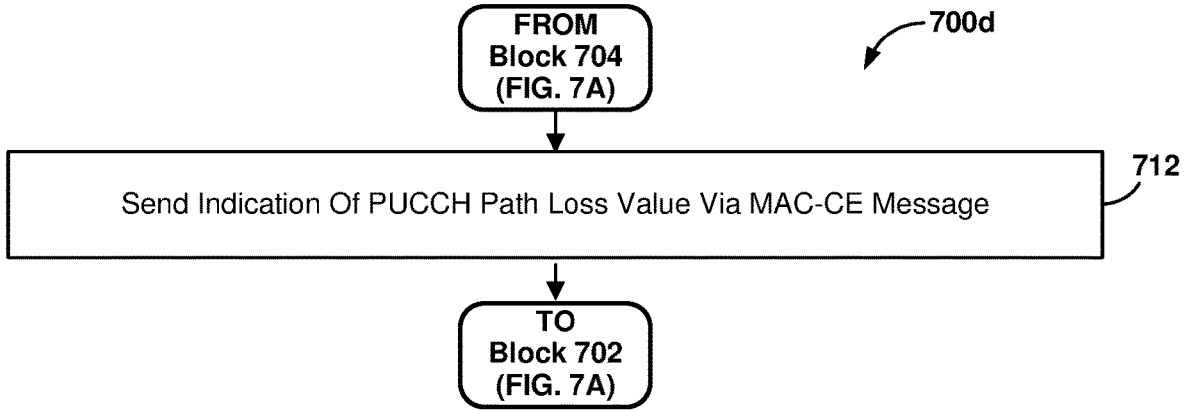 FROM
Block 704
(FIG. 7A)
700d
Send Indication Of PUCCH Path Loss Value Via MAC-CE Message
712
TO
Block 702
(FIG. 7A)